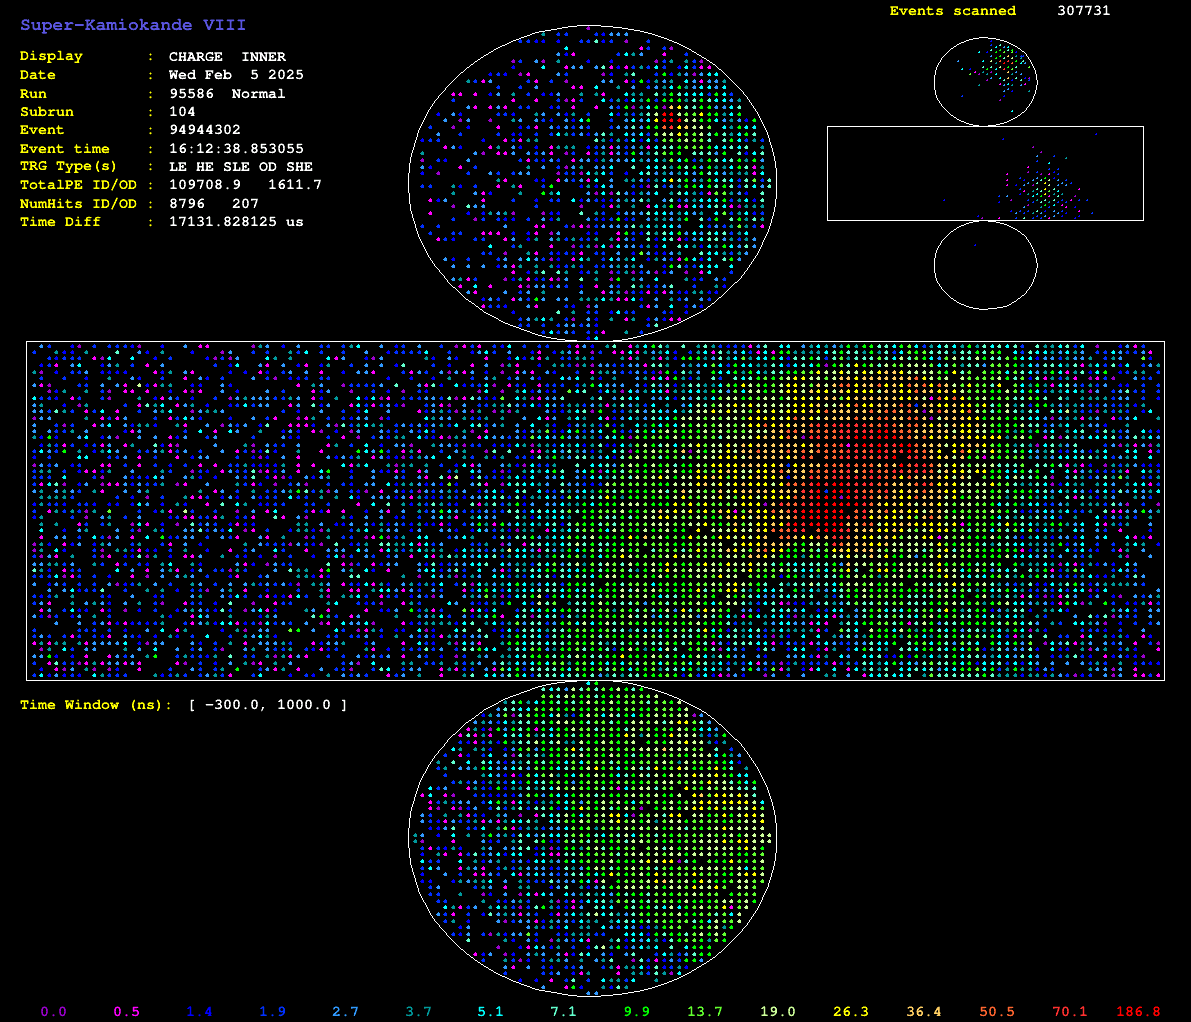 Super-Kamiokande VIII
Events scanned 307731
Display : CHARGE INNER
Date : Wed Feb 5 2025
Run : 95586 Normal
Subrun : 104
Event : 94944302
Event time : 16:12:38.853055
TRG Type(s) : LE HE SLE OD SHE
TotalPE ID/OD : 109708.9 1611.7
NumHits ID/OD : 8796 207
Time Diff : 17131.828125 us
Time Window (ns): [ -300.0, 1000.0 ]
0.0 0.5 1.4 1.9 2.7 3.7 5.1 7.1 9.9 13.7 19.0 26.3 36.4 50.5 70.1 186.8